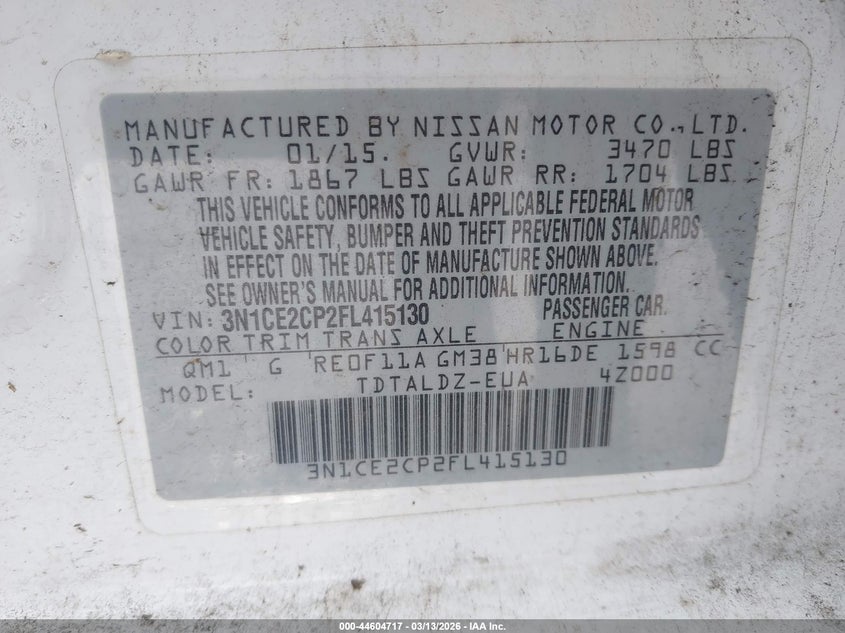 MANUFACTURED BY NISSAN MOTOR CO., LTD.
DATE: 01/15. GVWR: 3470 LBS
GAWR FR: 1867 LBS GAWR RR: 1704 LBS
THIS VEHICLE CONFORMS TO ALL APPLICABLE FEDERAL MOTOR
VEHICLE SAFETY, BUMPER AND THEFT PREVENTION STANDARDS
IN EFFECT ON THE DATE OF MANUFACTURE SHOWN ABOVE.
SEE OWNER'S MANUAL FOR ADDITIONAL INFORMATION.
VIN: 3N1CE2CP2FL415130 PASSENGER CAR.
COLOR TRIM TRANS AXLE ENGINE
QM1 G RE0F11A GM38 HR16DE 1598 CC
MODEL: TDTALDZ-EUA 4Z000
3N1CE2CP2FL415130
000-44604717 - 03/13/2026 - IAA Inc.